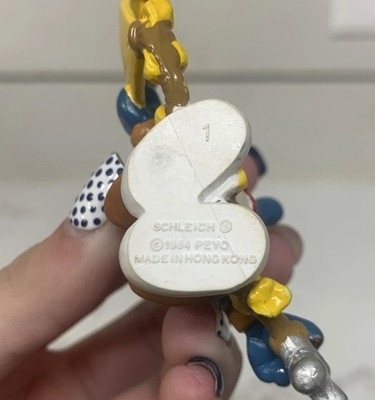 1
SCHLEICH Ⓢ
©1984 PEYO
MADE IN HONG KONG